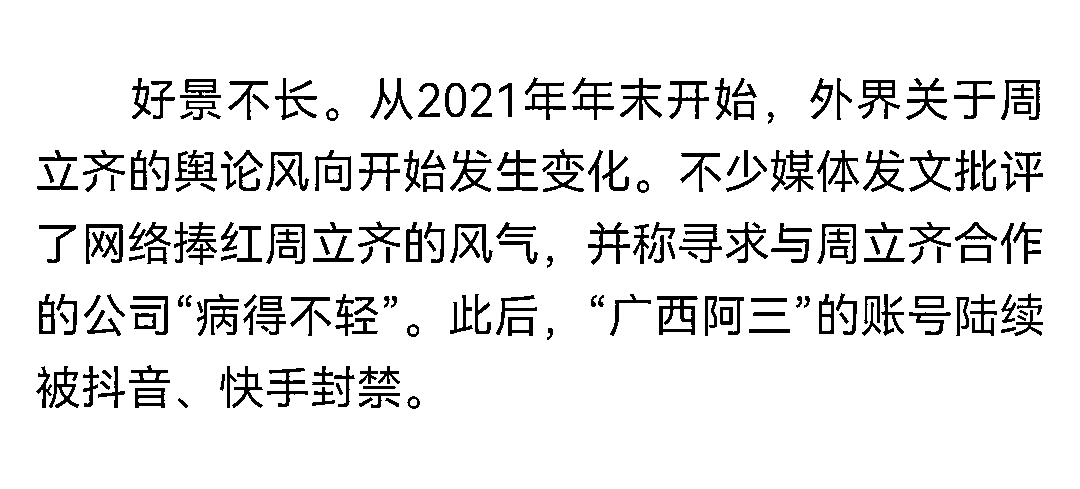 好景不长。从2021年年末开始，外界关于周
立齐的舆论风向开始发生变化。不少媒体发文批评
了网络捧红周立齐的风气，并称寻求与周立齐合作
的公司“病得不轻”。此后，“广西阿三”的账号陆续
被抖音、快手封禁。